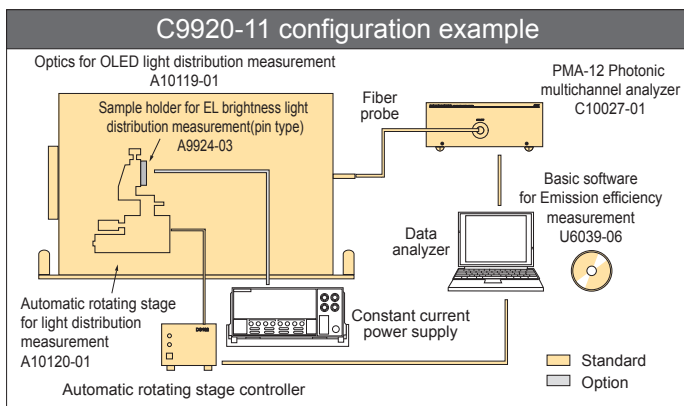 C9920-11 configuration example
Optics for OLED light distribution measurement
A10119-01
Sample holder for EL brightness light
distribution measurement(pin type)
A9924-03
Fiber
probe
PMA-12 Photonic
multichannel analyzer
C10027-01
Basic software
for Emission efficiency
measurement
U6039-06
Data
analyzer
Automatic rotating stage
for light distribution
measurement
A10120-01
Constant current
power supply
Automatic rotating stage controller
Standard
Option